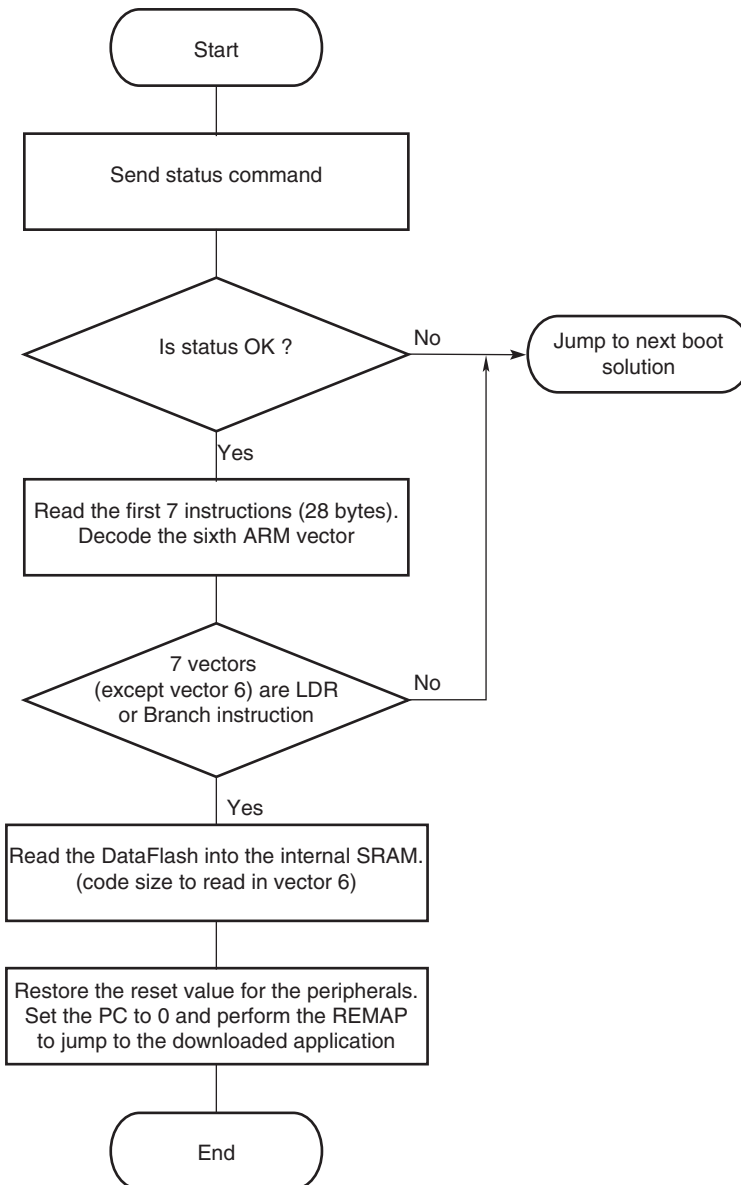 Start
Send status command
Is status OK ?
No
Jump to next boot
solution
Yes
Read the first 7 instructions (28 bytes).
Decode the sixth ARM vector
7 vectors
(except vector 6) are LDR
or Branch instruction
No
Yes
Read the DataFlash into the internal SRAM.
(code size to read in vector 6)
Restore the reset value for the peripherals.
Set the PC to 0 and perform the REMAP
to jump to the downloaded application
End